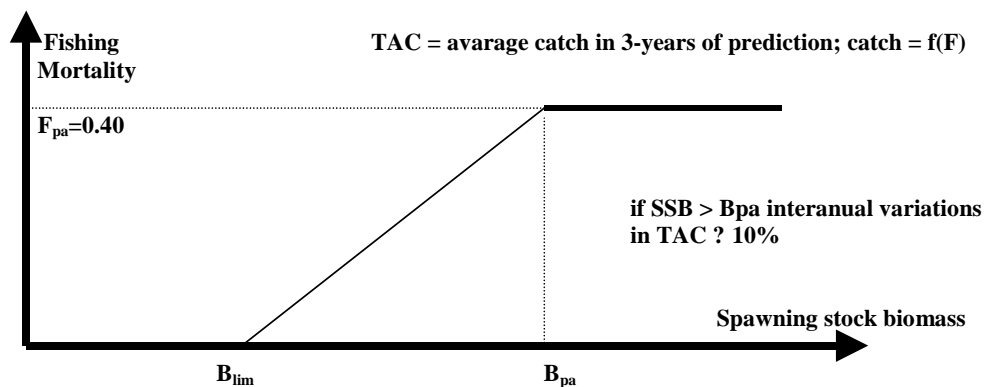 Fishing
Mortality
TAC = avarage catch in 3-years of prediction; catch = f(F)
Fpa=0.40
if SSB > Bpa interanual variations
in TAC ? 10%
Spawning stock biomass
Blim
Bpa